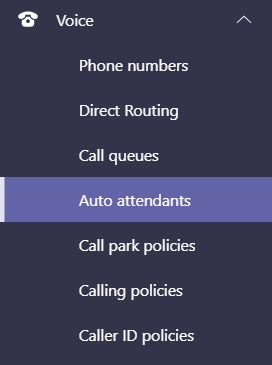 Voice
Phone numbers
Direct Routing
Call queues
Auto attendants
Call park policies
Calling policies
Caller ID policies